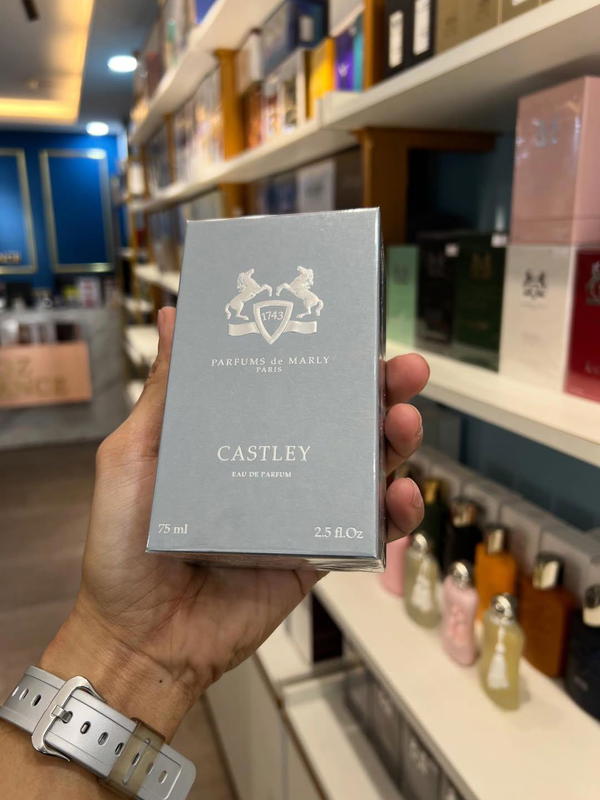 1743
PARFUMS de MARLY
PARIS
CASTLEY
EAU DE PARFUM
75 ml
2.5 fl.Oz